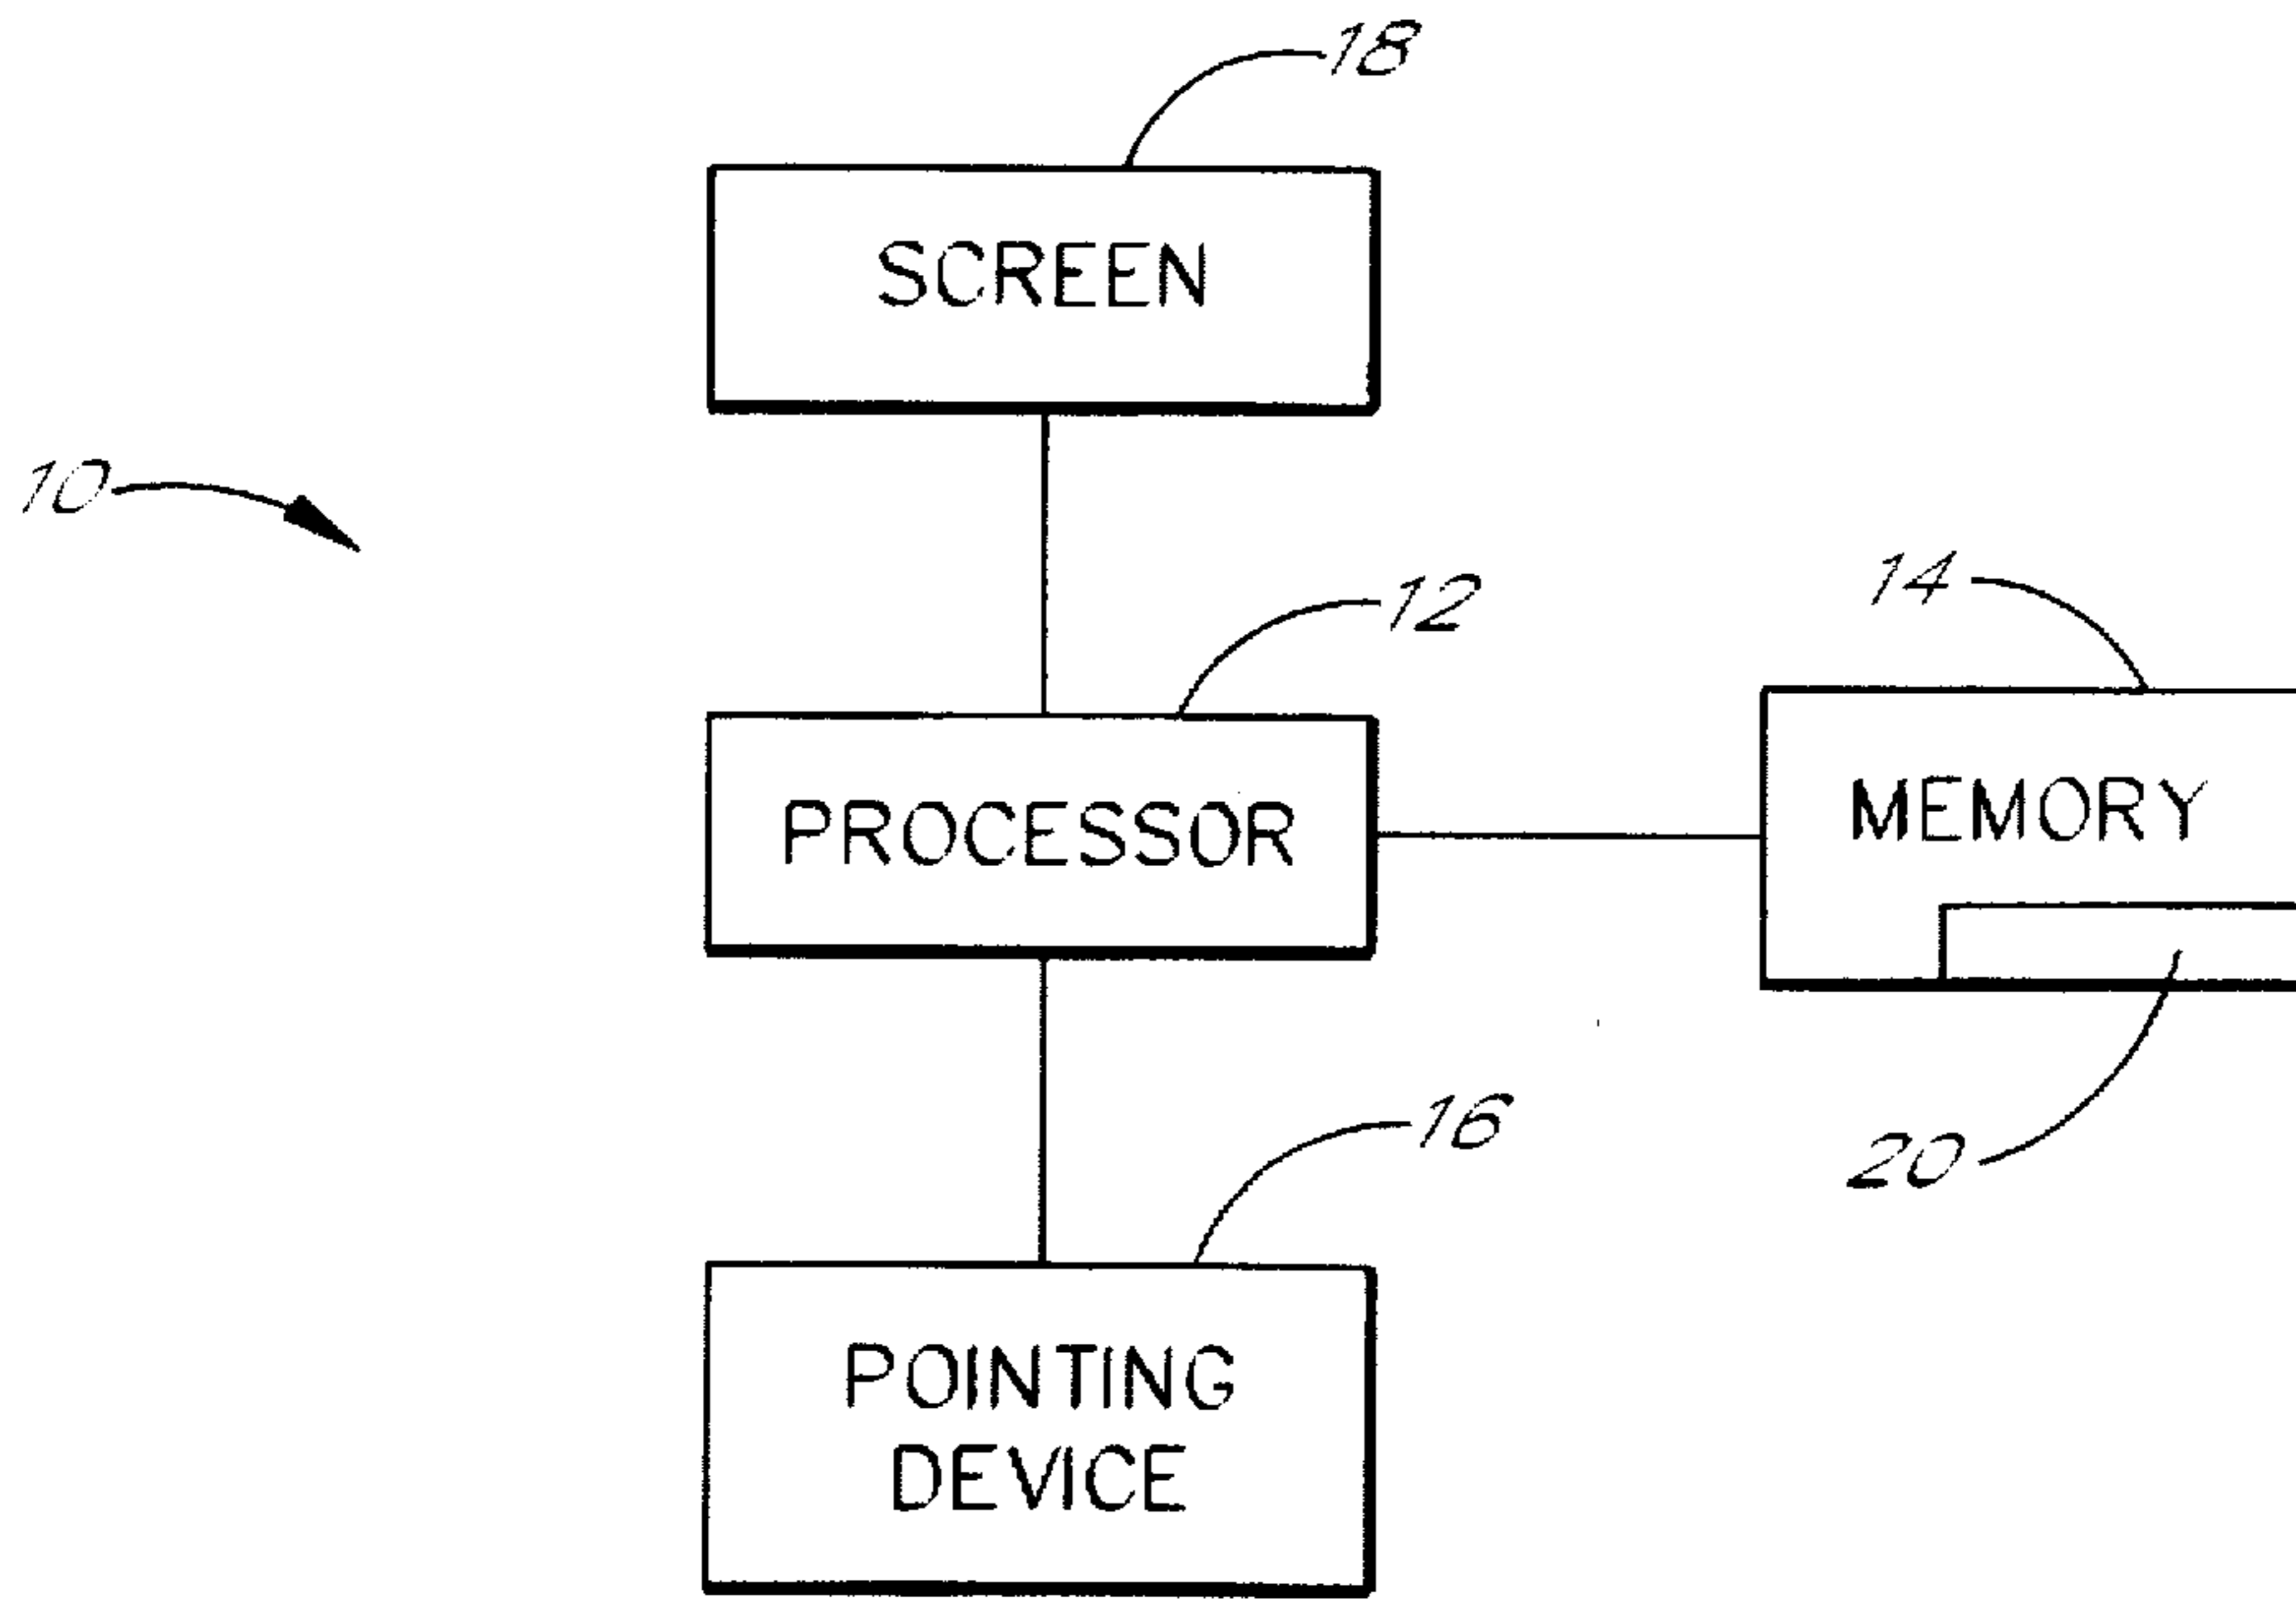 18
SCREEN
10
12
14
PROCESSOR
MEMORY
16
20
POINTING
DEVICE